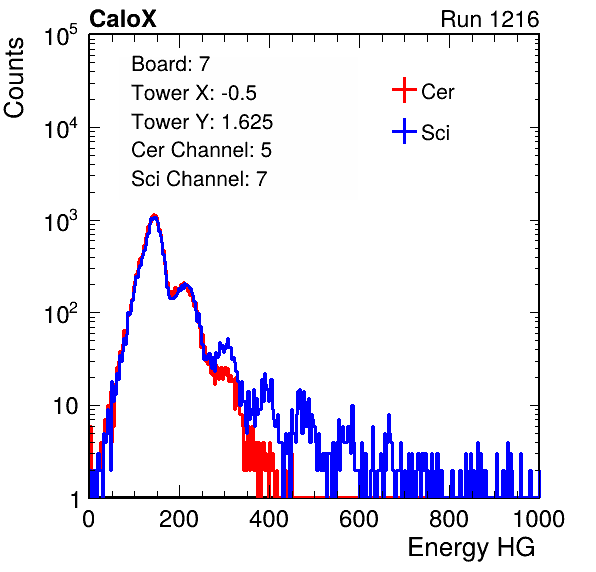 CaloX Run 1216
Counts
Board: 7
Tower X: -0.5
Tower Y: 1.625
Cer Channel: 5
Sci Channel: 7
Cer
Sci
10^5
10^4
10^3
10^2
10
1
0 200 400 600 800 1000
Energy HG